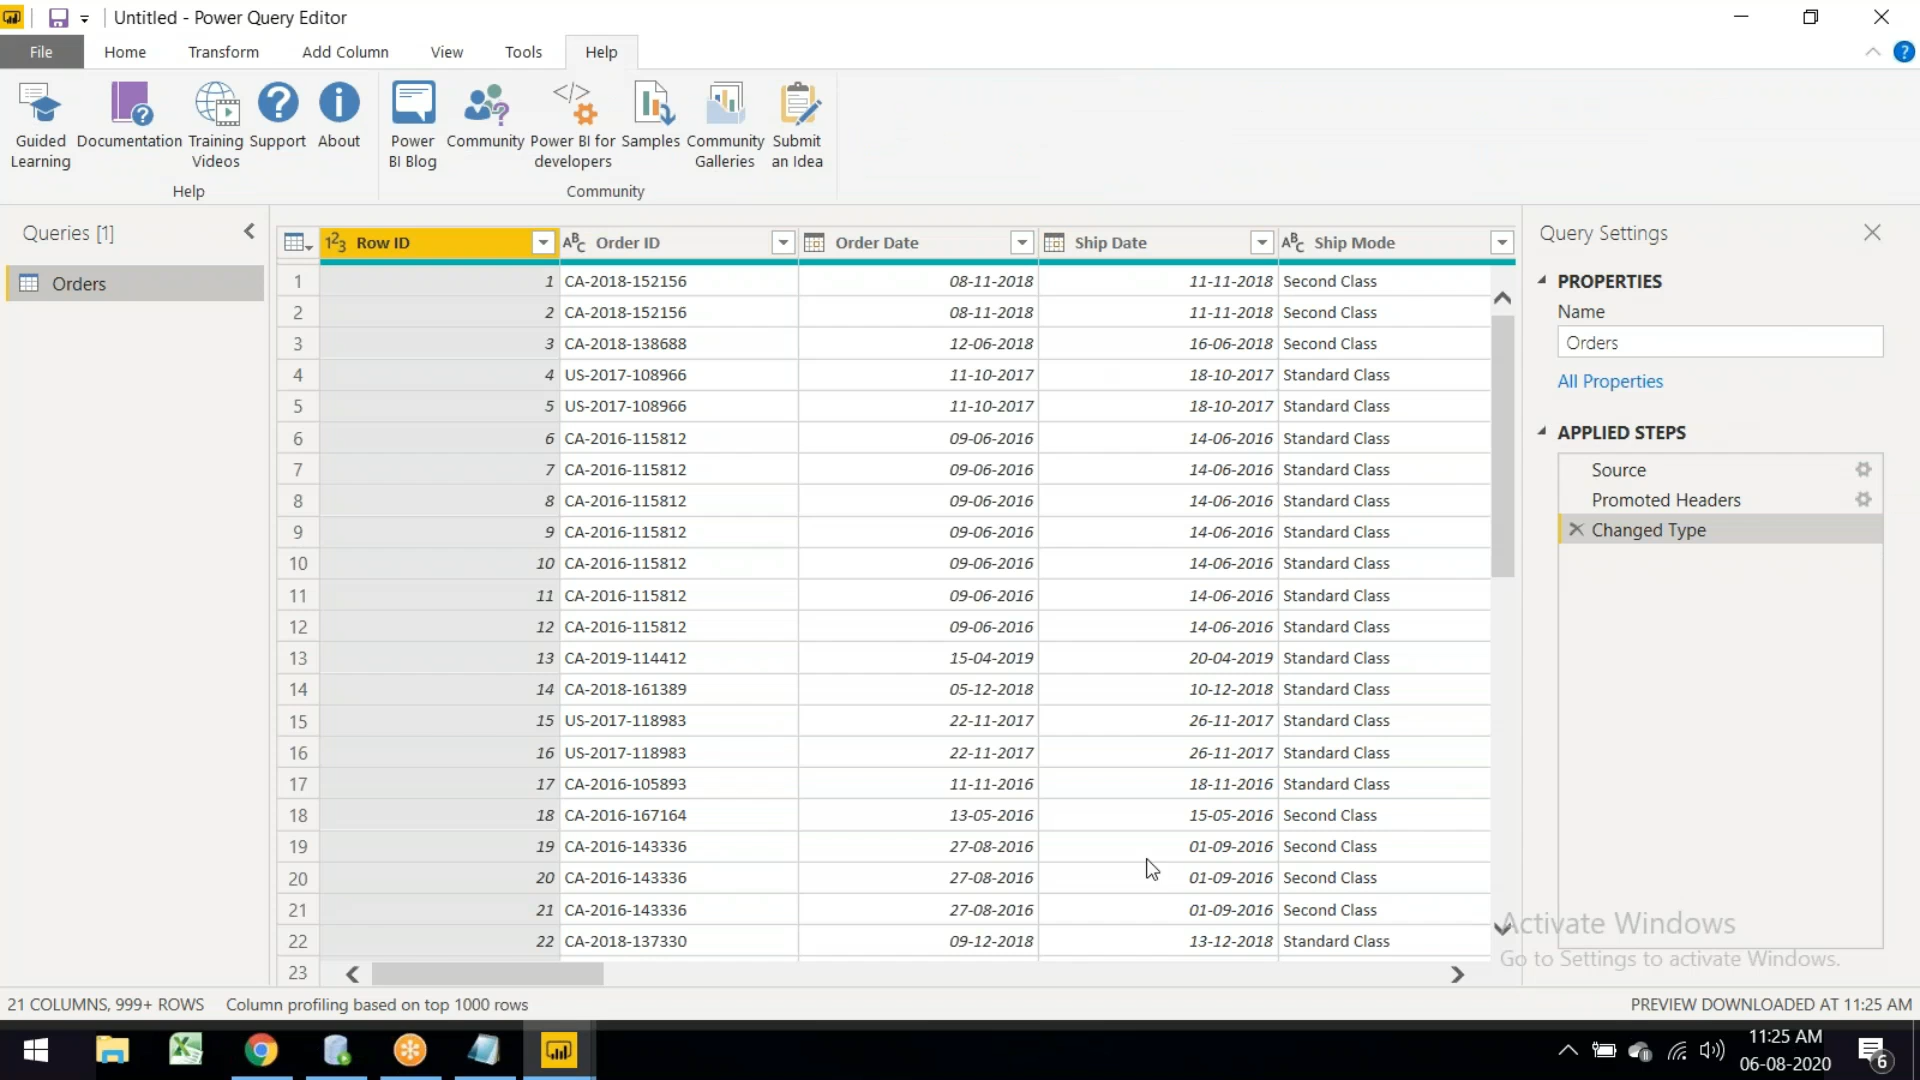 Untitled - Power Query Editor
File Home Transform Add Column View Tools Help
Guided Learning
Documentation
Training Videos
Support
About
Power BI Blog
Community
Power BI for developers
Samples
Community Galleries
Submit an Idea
Help
Community
Queries [1]
Orders
Row ID Order ID Order Date Ship Date Ship Mode
1 1 CA-2018-152156 08-11-2018 11-11-2018 Second Class
2 2 CA-2018-152156 08-11-2018 11-11-2018 Second Class
3 3 CA-2018-138688 12-06-2018 16-06-2018 Second Class
4 4 US-2017-108966 11-10-2017 18-10-2017 Standard Class
5 5 US-2017-108966 11-10-2017 18-10-2017 Standard Class
6 6 CA-2016-115812 09-06-2016 14-06-2016 Standard Class
7 7 CA-2016-115812 09-06-2016 14-06-2016 Standard Class
8 8 CA-2016-115812 09-06-2016 14-06-2016 Standard Class
9 9 CA-2016-115812 09-06-2016 14-06-2016 Standard Class
10 10 CA-2016-115812 09-06-2016 14-06-2016 Standard Class
11 11 CA-2016-115812 09-06-2016 14-06-2016 Standard Class
12 12 CA-2016-115812 09-06-2016 14-06-2016 Standard Class
13 13 CA-2019-114412 15-04-2019 20-04-2019 Standard Class
14 14 CA-2018-161389 05-12-2018 10-12-2018 Standard Class
15 15 US-2017-118983 22-11-2017 26-11-2017 Standard Class
16 16 US-2017-118983 22-11-2017 26-11-2017 Standard Class
17 17 CA-2016-105893 11-11-2016 18-11-2016 Standard Class
18 18 CA-2016-167164 13-05-2016 15-05-2016 Second Class
19 19 CA-2016-143336 27-08-2016 01-09-2016 Second Class
20 20 CA-2016-143336 27-08-2016 01-09-2016 Second Class
21 21 CA-2016-143336 27-08-2016 01-09-2016 Second Class
22 22 CA-2018-137330 09-12-2018 13-12-2018 Standard Class
23
Query Settings
PROPERTIES
Name
Orders
All Properties
APPLIED STEPS
Source
Promoted Headers
Changed Type
Activate Windows
Go to Settings to activate Windows.
21 COLUMNS, 999+ ROWS Column profiling based on top 1000 rows
PREVIEW DOWNLOADED AT 11:25 AM
11:25 AM
06-08-2020
6